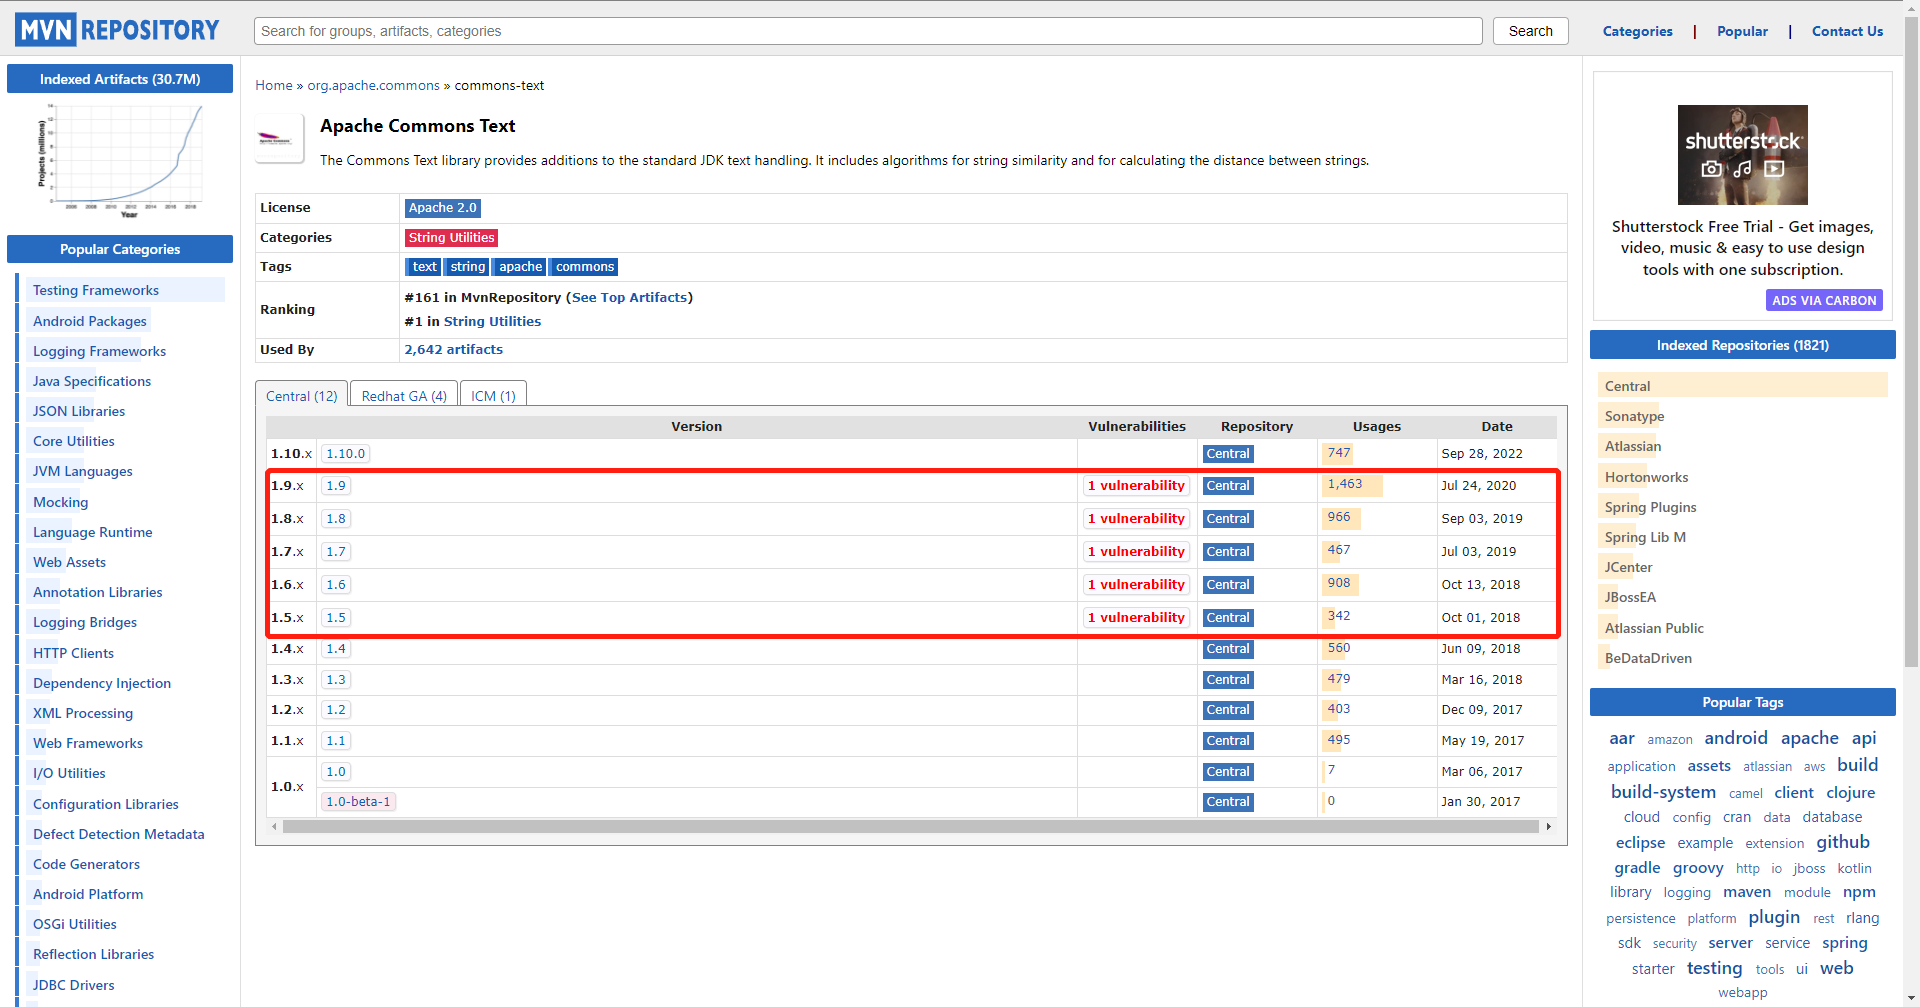 MVN REPOSITORY
Search for groups, artifacts, categories
Search
Categories | Popular | Contact Us
Indexed Artifacts (30.7M)
Projects (millions)
Year
Popular Categories
Testing Frameworks
Android Packages
Logging Frameworks
Java Specifications
JSON Libraries
Core Utilities
JVM Languages
Mocking
Language Runtime
Web Assets
Annotation Libraries
Logging Bridges
HTTP Clients
Dependency Injection
XML Processing
Web Frameworks
I/O Utilities
Configuration Libraries
Defect Detection Metadata
Code Generators
Android Platform
OSGi Utilities
Reflection Libraries
JDBC Drivers
Home » org.apache.commons » commons-text
Apache Commons Text
The Commons Text library provides additions to the standard JDK text handling. It includes algorithms for string similarity and for calculating the distance between strings.
License Apache 2.0
Categories String Utilities
Tags text string apache commons
Ranking #161 in MvnRepository (See Top Artifacts)
#1 in String Utilities
Used By 2,642 artifacts
Central (12) Redhat GA (4) ICM (1)
Version Vulnerabilities Repository Usages Date
1.10.x 1.10.0 Central 747 Sep 28, 2022
1.9.x 1.9 1 vulnerability Central 1,463 Jul 24, 2020
1.8.x 1.8 1 vulnerability Central 966 Sep 03, 2019
1.7.x 1.7 1 vulnerability Central 467 Jul 03, 2019
1.6.x 1.6 1 vulnerability Central 908 Oct 13, 2018
1.5.x 1.5 1 vulnerability Central 342 Oct 01, 2018
1.4.x 1.4 Central 560 Jun 09, 2018
1.3.x 1.3 Central 479 Mar 16, 2018
1.2.x 1.2 Central 403 Dec 09, 2017
1.1.x 1.1 Central 495 May 19, 2017
1.0.x 1.0 Central 7 Mar 06, 2017
1.0-beta-1 Central 0 Jan 30, 2017
shutterstock
Shutterstock Free Trial - Get images,
video, music & easy to use design
tools with one subscription.
ADS VIA CARBON
Indexed Repositories (1821)
Central
Sonatype
Atlassian
Hortonworks
Spring Plugins
Spring Lib M
JCenter
JBossEA
Atlassian Public
BeDataDriven
Popular Tags
aar amazon android apache api
application assets atlassian aws build
build-system camel client clojure
cloud config cran data database
eclipse example extension github
gradle groovy http io jboss kotlin
library logging maven module npm
persistence platform plugin rest rlang
sdk security server service spring
starter testing tools ui web
webapp